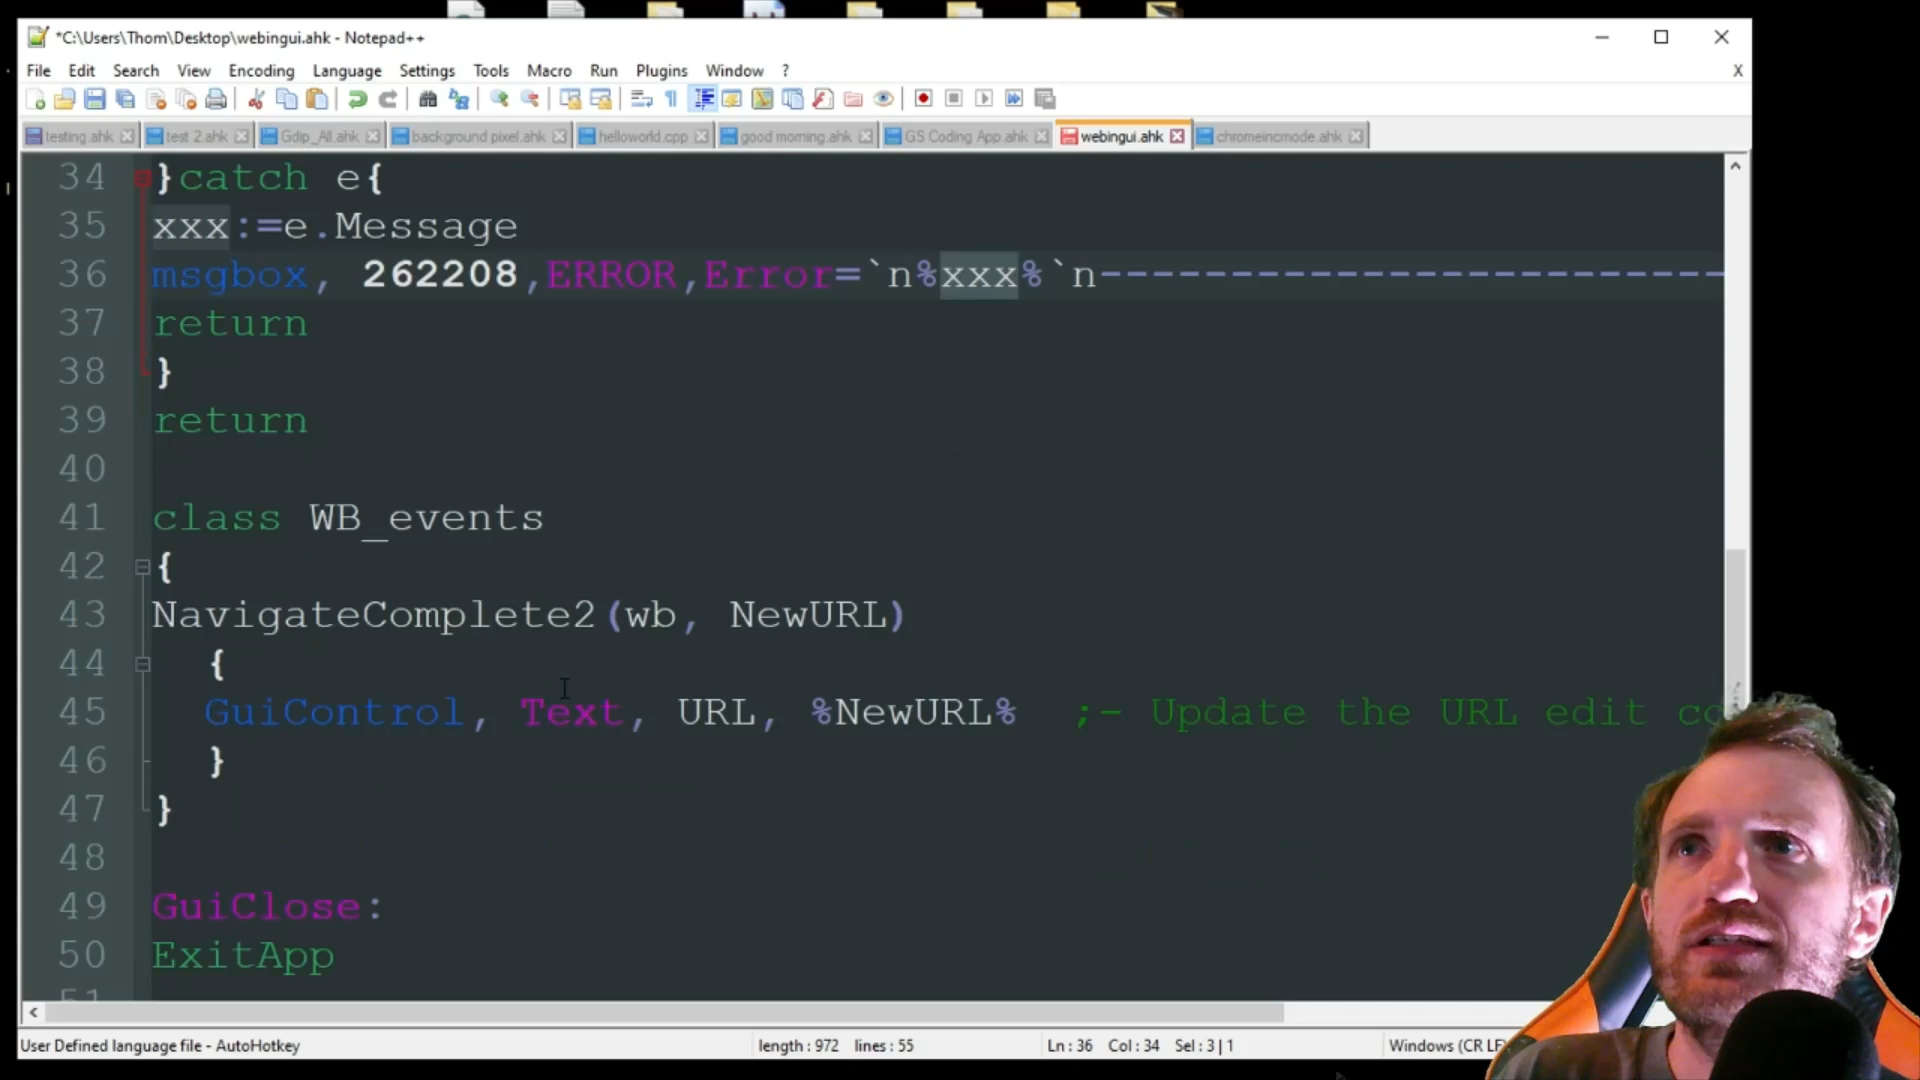 *C:\Users\Thom\Desktop\webingui.ahk - Notepad++
File Edit Search View Encoding Language Settings Tools Macro Run Plugins Window ? X
testing.ahk test 2.ahk Gdip_All.ahk background pixel.ahk helloworld.cpp good morning.ahk GS Coding App.ahk webingui.ahk chromeincmode.ahk
34 }catch e{
35 xxx:=e.Message
36 msgbox, 262208,ERROR,Error=`n%xxx%`n-----------------------
37 return
38 }
39 return
40
41 class WB_events
42 {
43 NavigateComplete2(wb, NewURL)
44 {
45 GuiControl, Text, URL, %NewURL% ;- Update the URL edit co
46 }
47 }
48
49 GuiClose:
50 ExitApp
51
User Defined language file - AutoHotkey length : 972 lines : 55 Ln : 36 Col : 34 Sel : 3 | 1 Windows (CR LF